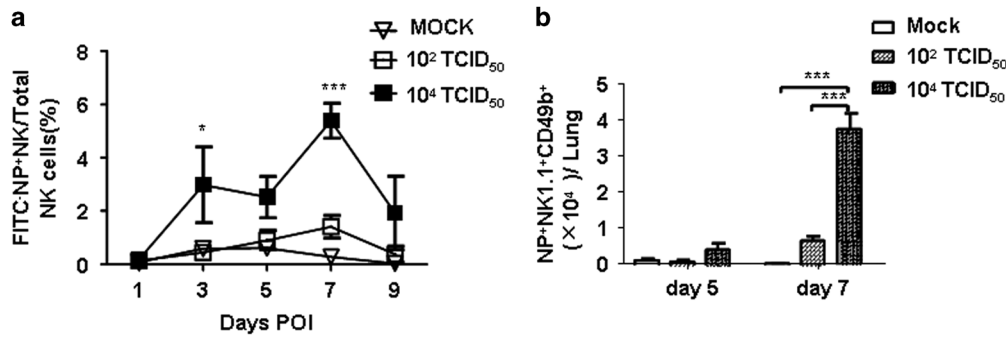 a
MOCK
10² TCID₅₀
10⁴ TCID₅₀
FITC-NP⁺NK/Total
NK cells(%)
8
6
4
2
0
*
***
1 3 5 7 9
Days POI
b
Mock
10² TCID₅₀
10⁴ TCID₅₀
NP⁺NK1.1⁺CD49b⁺
(×10⁴)/ Lung
5
4
3
2
1
0
***
***
day 5 day 7